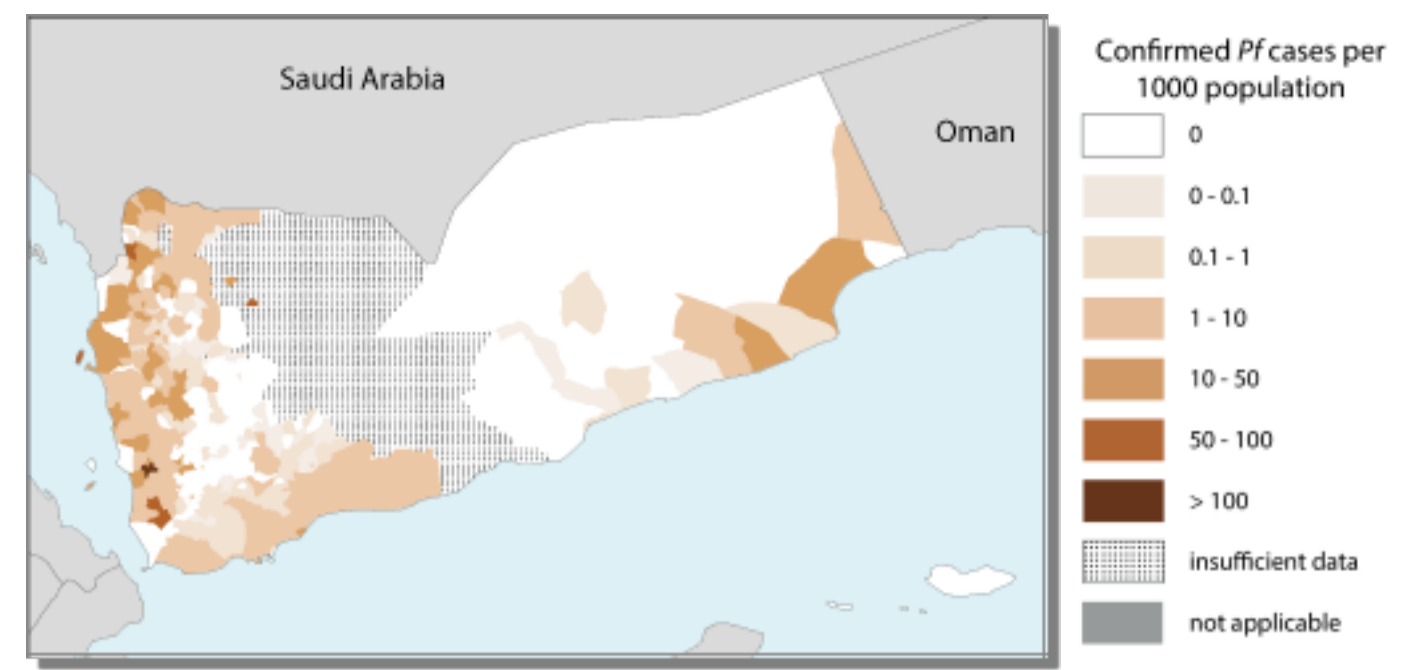 Saudi Arabia
Oman
Confirmed Pf cases per
1000 population
0
0 - 0.1
0.1 - 1
1 - 10
10 - 50
50 - 100
> 100
insufficient data
not applicable